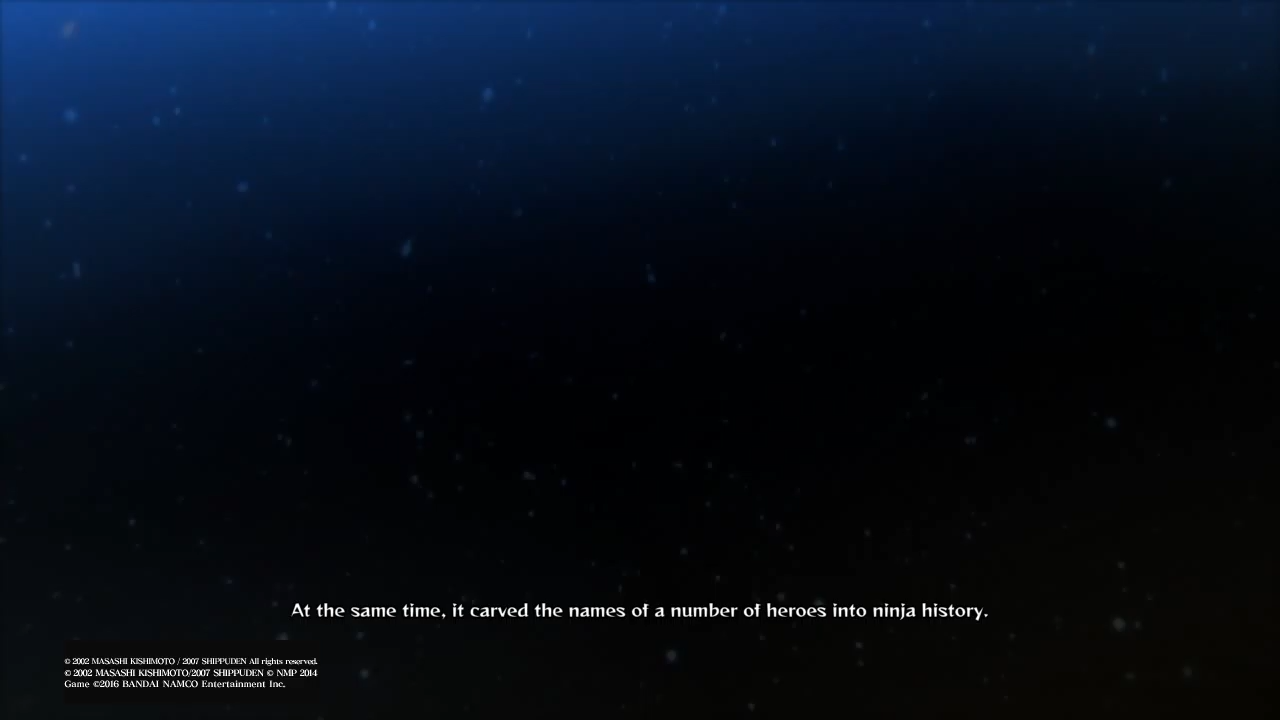 At the same time, it carved the names of a number of heroes into ninja history.
© 2002 MASASHI KISHIMOTO / 2007 SHIPPUDEN All rights reserved.
© 2002 MASASHI KISHIMOTO/2007 SHIPPUDEN © NMP 2014
Game ©2016 BANDAI NAMCO Entertainment Inc.